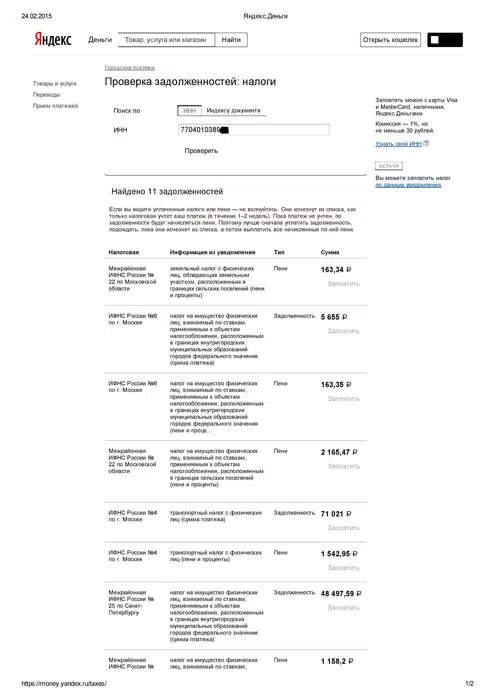 24.02.2015 Яндекс.Деньги
Яндекс Деньги Товар, услуга или магазин Найти Открыть кошелек
Городские платежи
Товары и услуги
Переводы
Прием платежей
Проверка задолженностей: налоги
Поиск по ИНН Индексу документа
ИНН 7704010389
Проверить
Заплатить можно с карты Visa
и MasterCard, наличными,
Яндекс.Деньгами.
Комиссия — 1%, но
не меньше 30 рублей.
Узнать свой ИНН
КСТАТИ
Вы можете заплатить налог
по данным уведомления.
Найдено 11 задолженностей
Если вы видите уплаченные налоги или пени — не волнуйтесь. Они исчезнут из списка, как
только налоговая учтет ваш платеж (в течение 1–2 недель). Пока платеж не учтен, по
задолженности будут начисляться пени. Поэтому лучше сначала уплатить задолженность,
подождать, пока она исчезнет из списка, а потом выплатить все начисленные по ней пени.
Налоговая Информация из уведомления Тип Сумма
Межрайонная
ИФНС России №
22 по Московской
области
земельный налог с физических
лиц, обладающих земельным
участком, расположенным в
границах сельских поселений (пени
и проценты)
Пени
163,34 ₽
Заплатить
ИФНС России №6
по г. Москве
налог на имущество физических
лиц, взимаемый по ставкам,
применяемым к объектам
налогообложения, расположенным
в границах внутригородских
муниципальных образований
городов федерального значения
(сумма платежа)
Задолженность
5 655 ₽
Заплатить
ИФНС России №6
по г. Москве
налог на имущество физических
лиц, взимаемый по ставкам,
применяемым к объектам
налогообложения, расположенным
в границах внутригородских
муниципальных образований
городов федерального значения
(пени и проце...
Пени
163,35 ₽
Заплатить
Межрайонная
ИФНС России №
22 по Московской
области
налог на имущество физических
лиц, взимаемый по ставкам,
применяемым к объектам
налогообложения, расположенным
в границах сельских поселений
(пени и проценты)
Пени
2 165,47 ₽
Заплатить
ИФНС России №4
по г. Москве
транспортный налог с физических
лиц (сумма платежа)
Задолженность
71 021 ₽
Заплатить
ИФНС России №4
по г. Москве
транспортный налог с физических
лиц (пени и проценты)
Пени
1 542,95 ₽
Заплатить
Межрайонная
ИФНС России №
25 по Санкт-
Петербургу
налог на имущество физических
лиц, взимаемый по ставкам,
применяемым к объектам
налогообложения, расположенным
в границах внутригородских
муниципальных образований
городов федерального значения
(сумма платежа)
Задолженность
48 497,59 ₽
Заплатить
Межрайонная
ИФНС России №
налог на имущество физических
лиц, взимаемый по ставкам,
Пени
1 158,2 ₽
https://money.yandex.ru/taxes/ 1/2